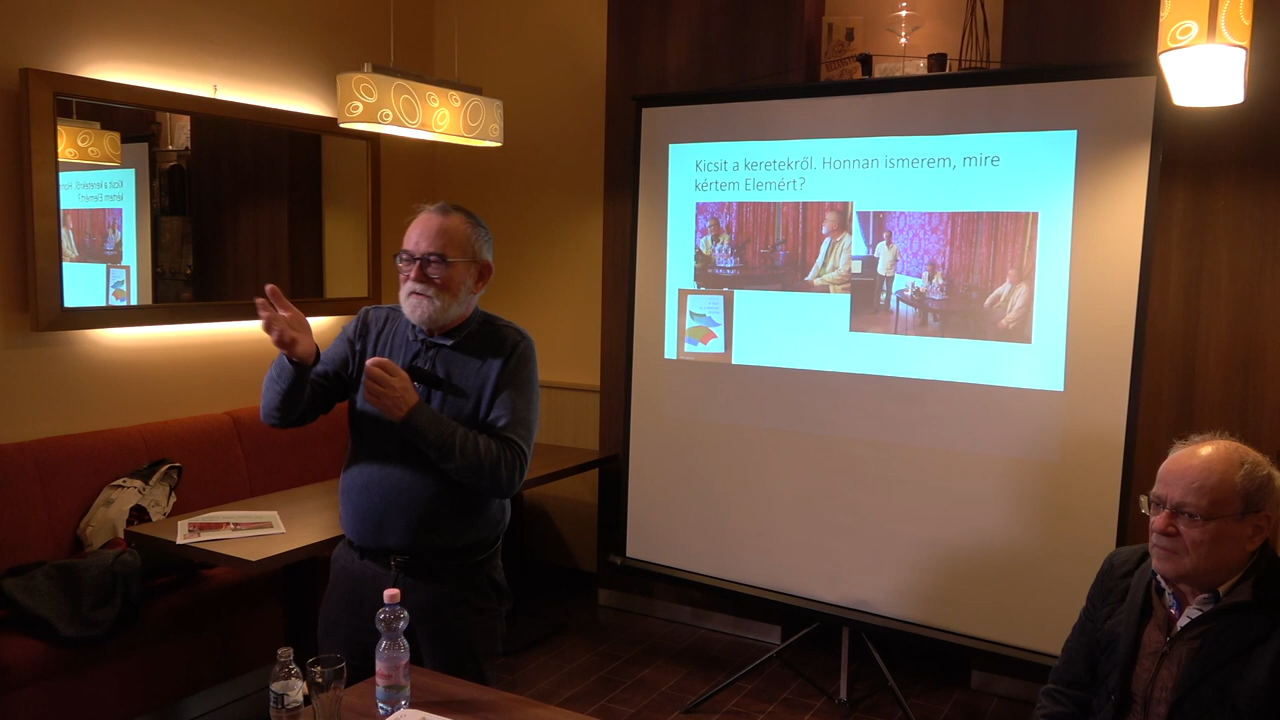 Kicsit a keretekről. Honnan ismerem, mire
kértem Elemért?